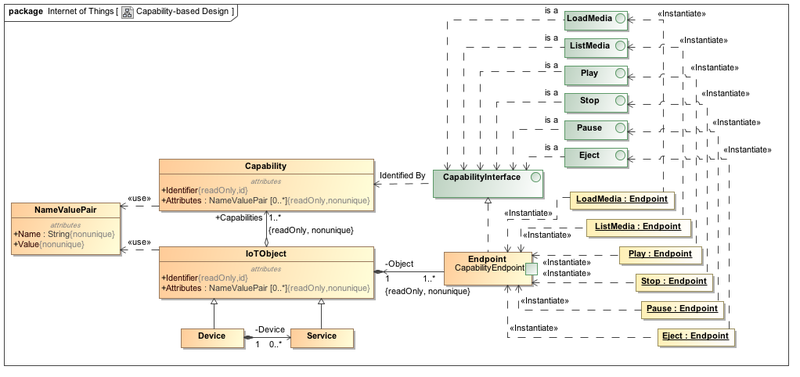 package Internet of Things [ Capability-based Design ]
is a
LoadMedia
«Instantiate»
is a
ListMedia
«Instantiate»
is a
Play
«Instantiate»
is a
Stop
«Instantiate»
is a
Pause
«Instantiate»
is a
Eject
«Instantiate»
Capability
attributes
+Identifier{readOnly,id}
+Attributes : NameValuePair [0..*]{readOnly,nonunique}
Identified By
CapabilityInterface
NameValuePair
attributes
+Name : String{nonunique}
+Value{nonunique}
«use»
«use»
+Capabilities
1..*
{readOnly, nonunique}
IoTObject
attributes
+Identifier{readOnly,id}
+Attributes : NameValuePair [0..*]{readOnly,nonunique}
-Object
1
1..*
{readOnly, nonunique}
Endpoint
CapabilityEndpoint
«Instantiate»
«Instantiate»
«Instantiate»
«Instantiate»
«Instantiate»
«Instantiate»
LoadMedia : Endpoint
ListMedia : Endpoint
Play : Endpoint
Stop : Endpoint
Pause : Endpoint
Eject : Endpoint
Device
-Device
1
0..*
Service